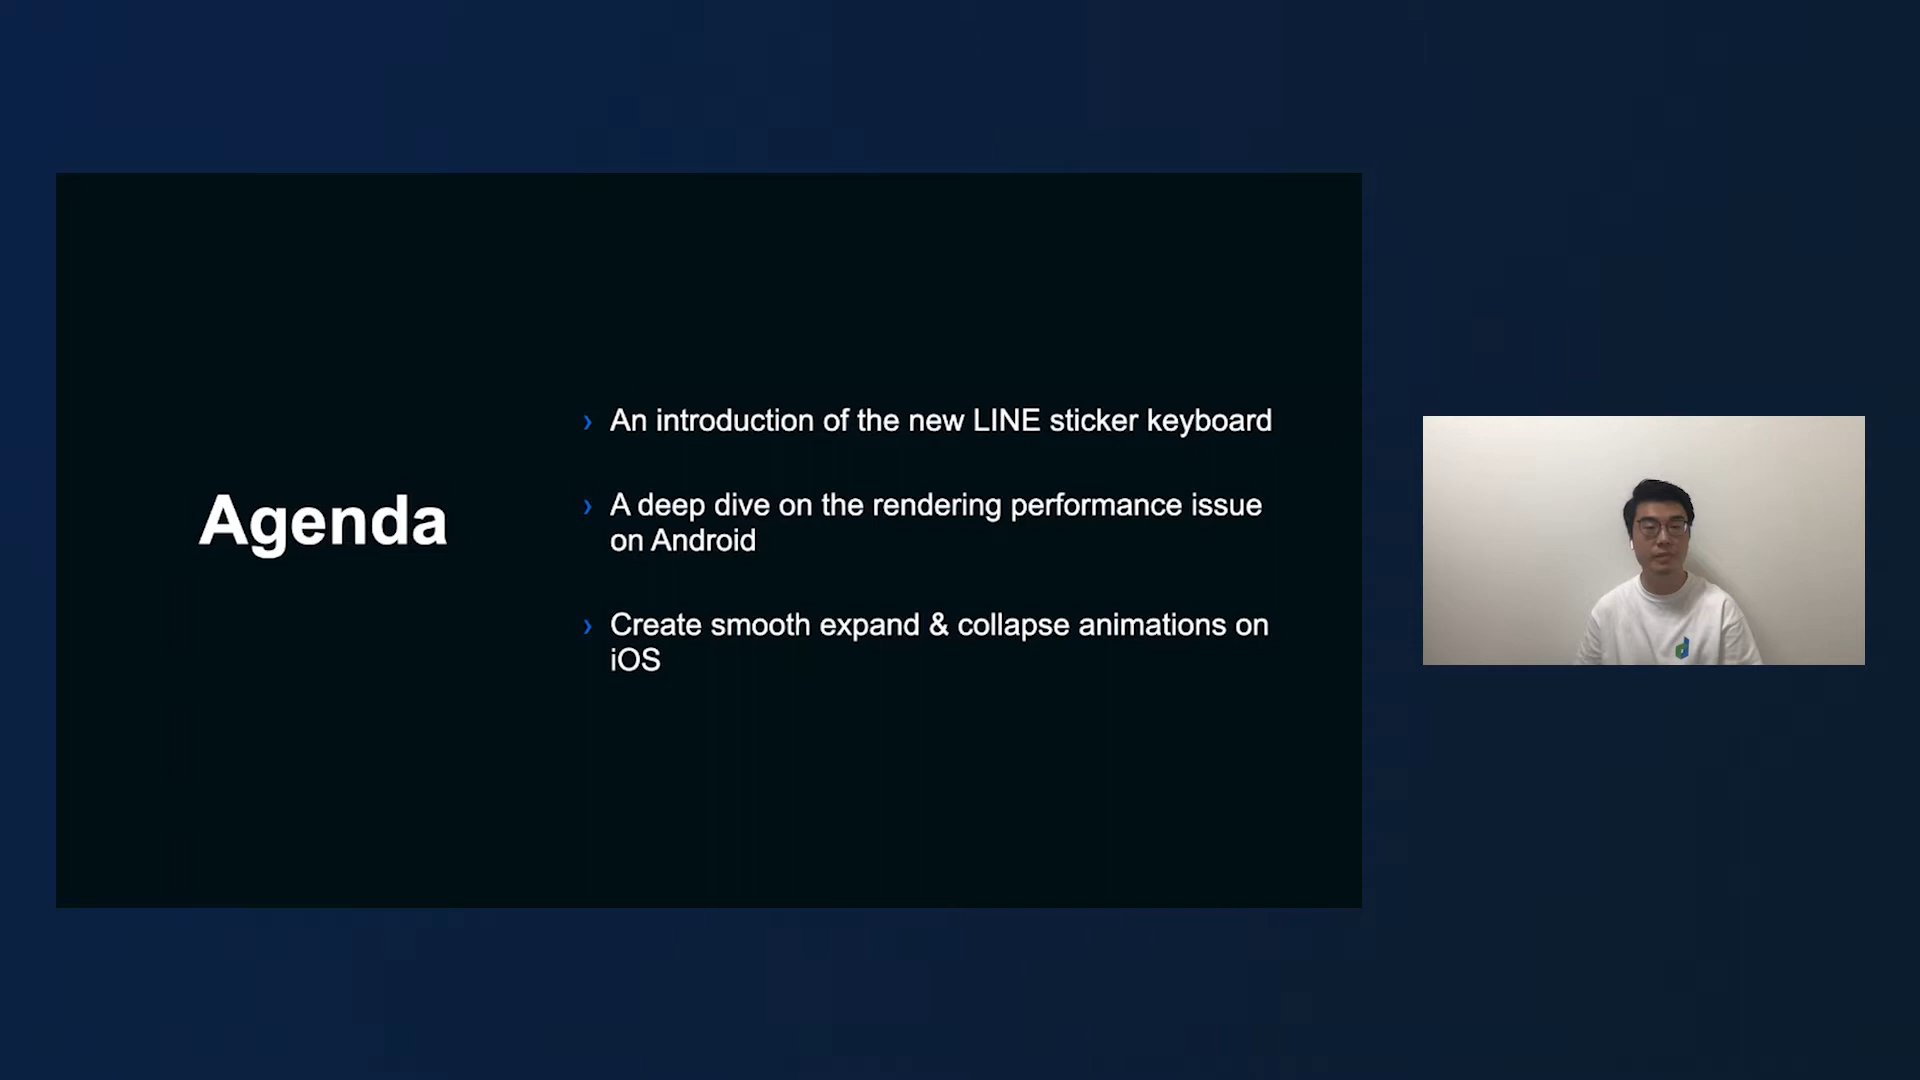 Agenda
› An introduction of the new LINE sticker keyboard
› A deep dive on the rendering performance issue
on Android
› Create smooth expand & collapse animations on
iOS